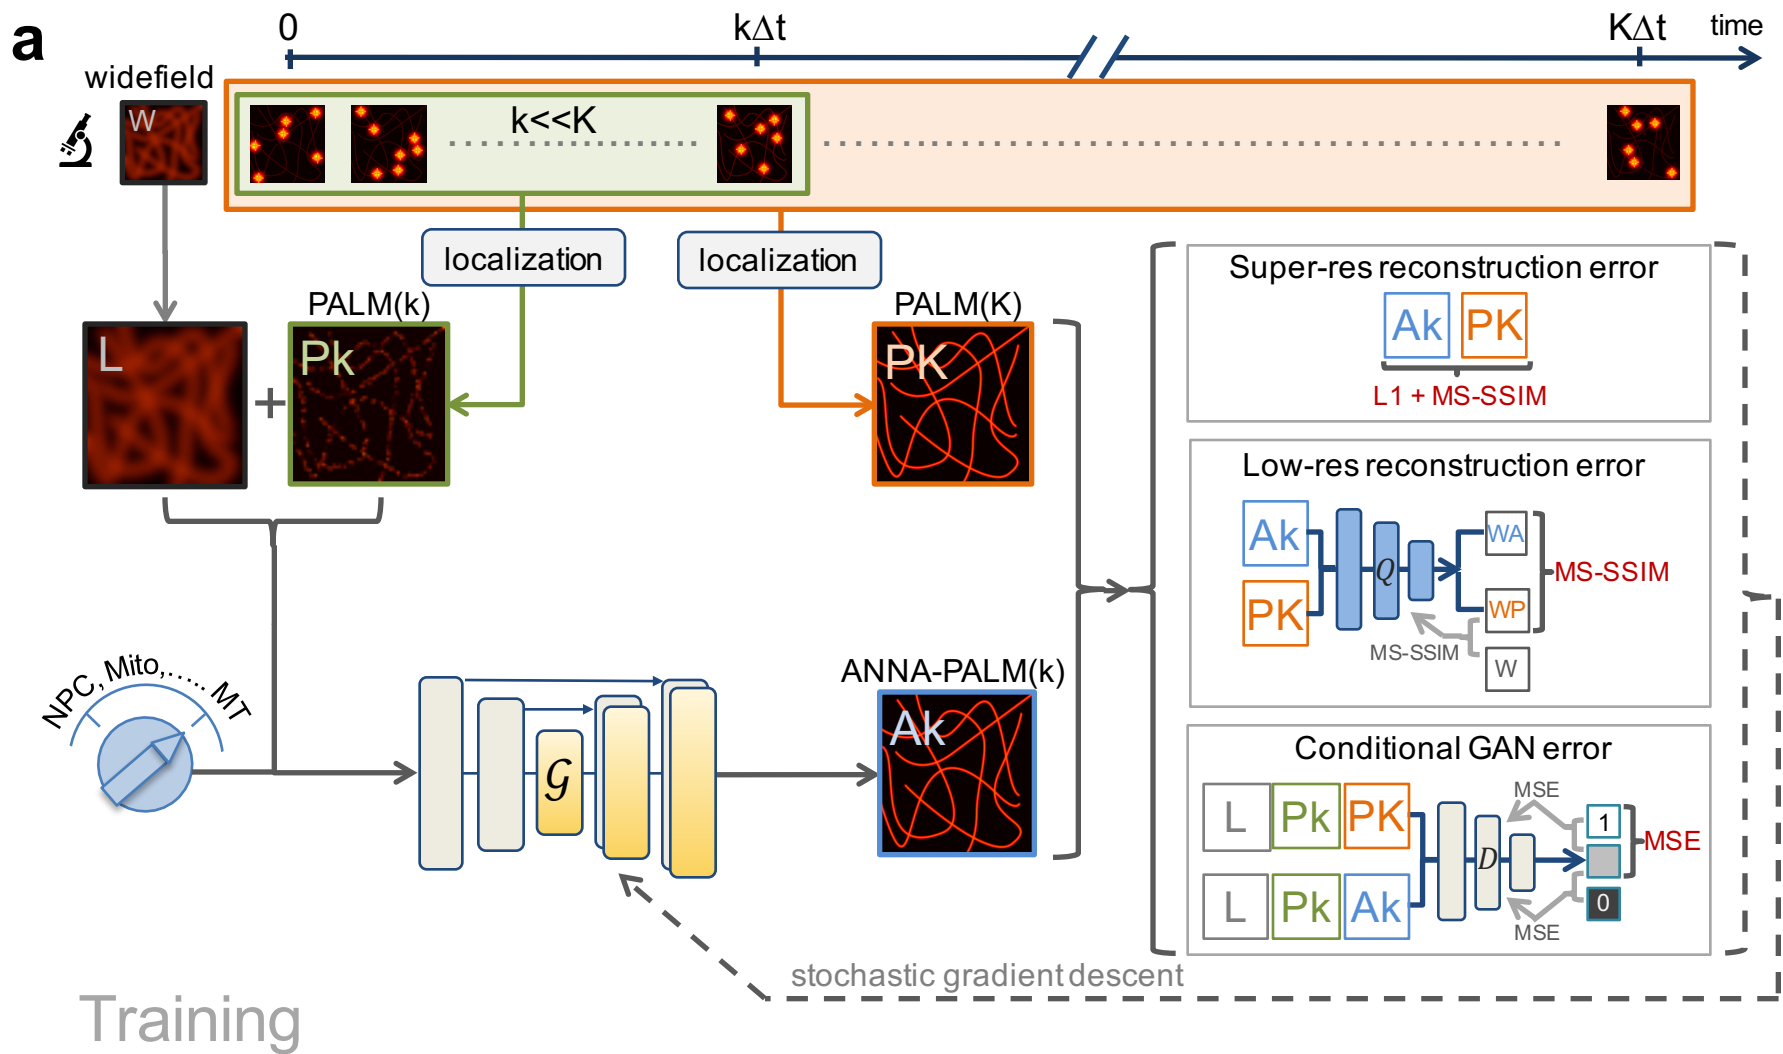 a
0
kΔt
KΔt
time
widefield
W
k<<K
localization
localization
PALM(k)
PALM(K)
L
+
Pk
PK
Super-res reconstruction error
Ak
PK
L1 + MS-SSIM
Low-res reconstruction error
Ak
PK
Q
WA
WP
W
MS-SSIM
MS-SSIM
NPC, Mito,..... MT
G
ANNA-PALM(k)
Ak
Conditional GAN error
L Pk PK
L Pk Ak
D
MSE
MSE
1
0
MSE
stochastic gradient descent
Training